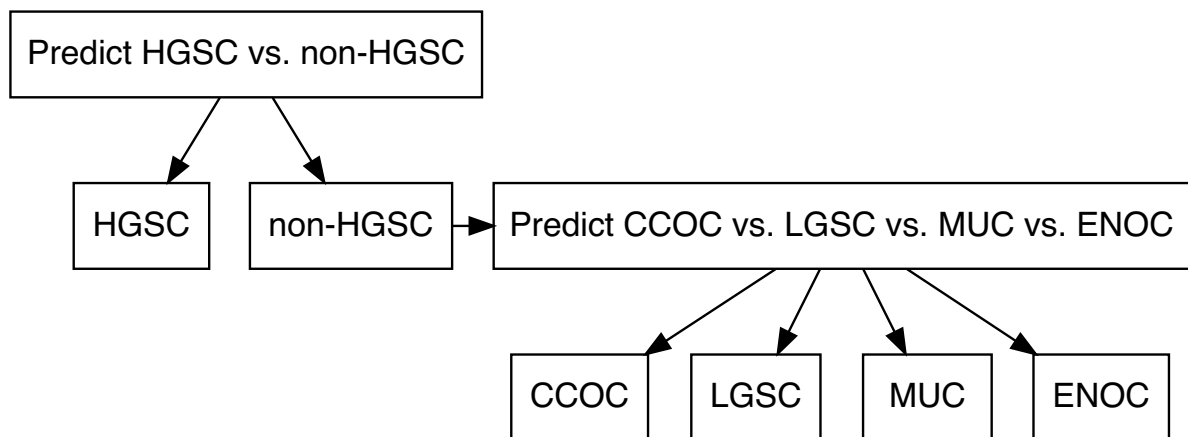 Predict HGSC vs. non-HGSC
HGSC
non-HGSC
Predict CCOC vs. LGSC vs. MUC vs. ENOC
CCOC
LGSC
MUC
ENOC